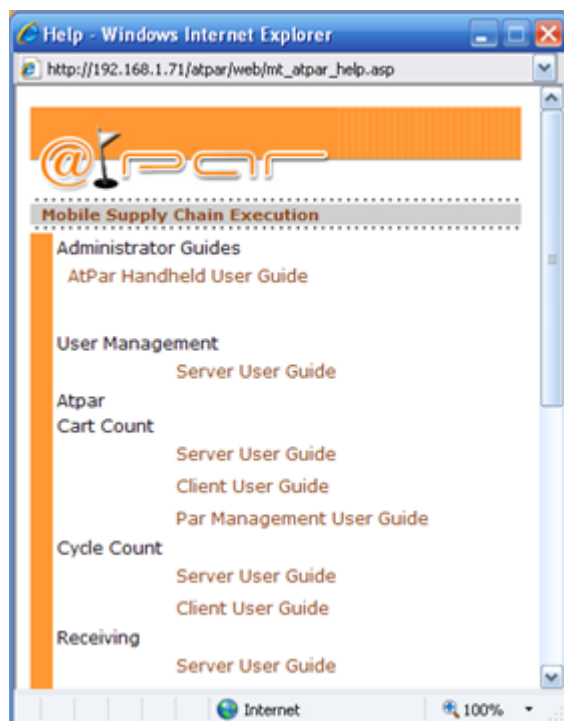 Help - Windows Internet Explorer
http://192.168.1.71/atpar/web/mt_atpar_help.asp
@par
Mobile Supply Chain Execution
Administrator Guides
AtPar Handheld User Guide
User Management
Server User Guide
Atpar
Cart Count
Server User Guide
Client User Guide
Par Management User Guide
Cycle Count
Server User Guide
Client User Guide
Receiving
Server User Guide
Internet
100%